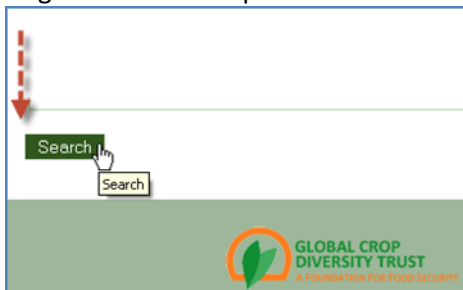 Search
Search
GLOBAL CROP
DIVERSITY TRUST
A FOUNDATION FOR FOOD SECURITY